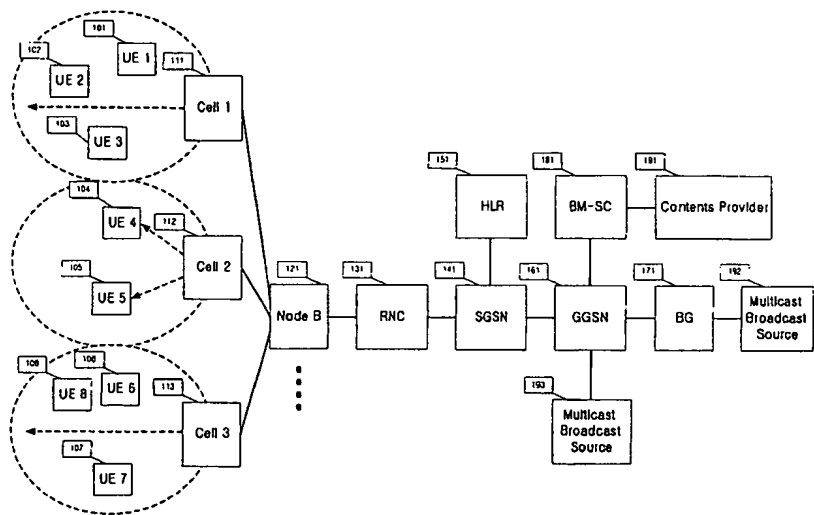 101
102
UE 1
111
UE 2
Cell 1
103
UE 3
151
181
191
104
HLR
BM-SC
Contents Provider
UE 4
112
105
Cell 2
121
131
141
161
171
192
UE 5
Node B
RNC
SGSN
GGSN
BG
Multicast
Broadcast
Source
106
UE 8
UE 6
113
193
107
Cell 3
Multicast
Broadcast
Source
UE 7